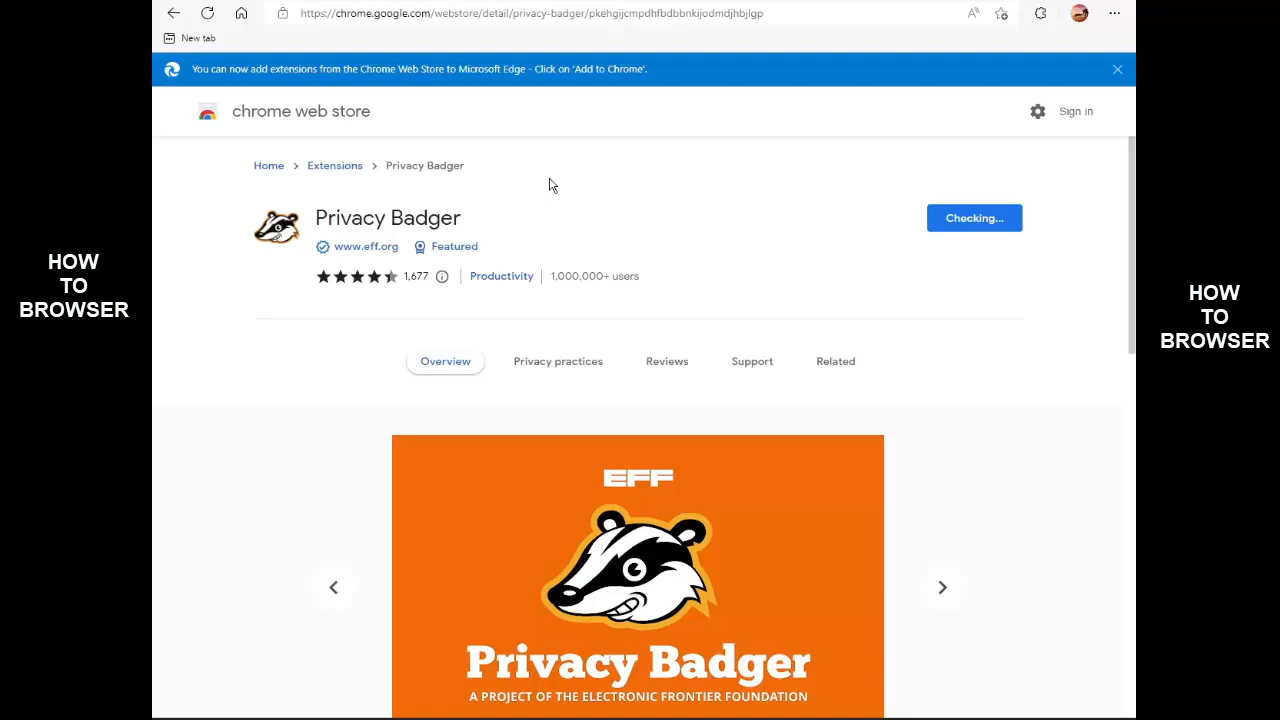 https://chrome.google.com/webstore/detail/privacy-badger/pkehgijcmpdhfbdbbnkijodmdjhbjlgp
New tab
You can now add extensions from the Chrome Web Store to Microsoft Edge - Click on 'Add to Chrome'.
chrome web store
Sign in
Home > Extensions > Privacy Badger
Privacy Badger
Checking...
www.eff.org Featured
1,677 Productivity 1,000,000+ users
Overview Privacy practices Reviews Support Related
EFF
Privacy Badger
A PROJECT OF THE ELECTRONIC FRONTIER FOUNDATION
HOW
TO
BROWSER
HOW
TO
BROWSER